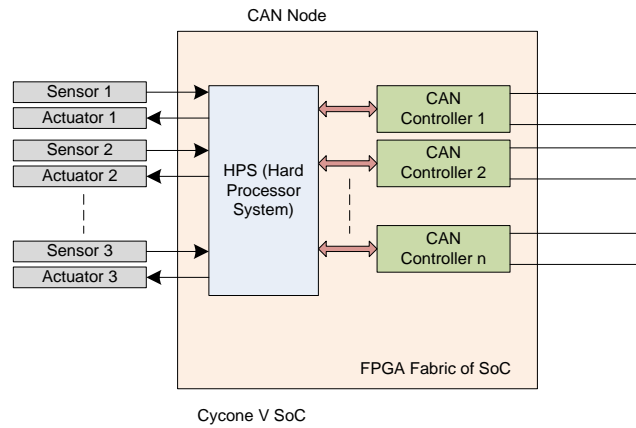 CAN Node
Sensor 1
Actuator 1
Sensor 2
Actuator 2
Sensor 3
Actuator 3
HPS (Hard
Processor
System)
CAN
Controller 1
CAN
Controller 2
CAN
Controller n
FPGA Fabric of SoC
Cycone V SoC